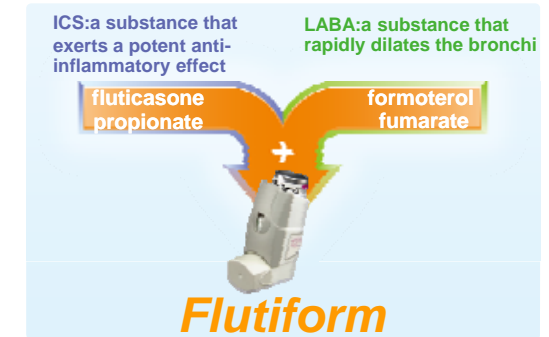 ICS:a substance that
exerts a potent anti-
inflammatory effect
LABA:a substance that
rapidly dilates the bronchi
fluticasone
propionate
formoterol
fumarate
+
Flutiform